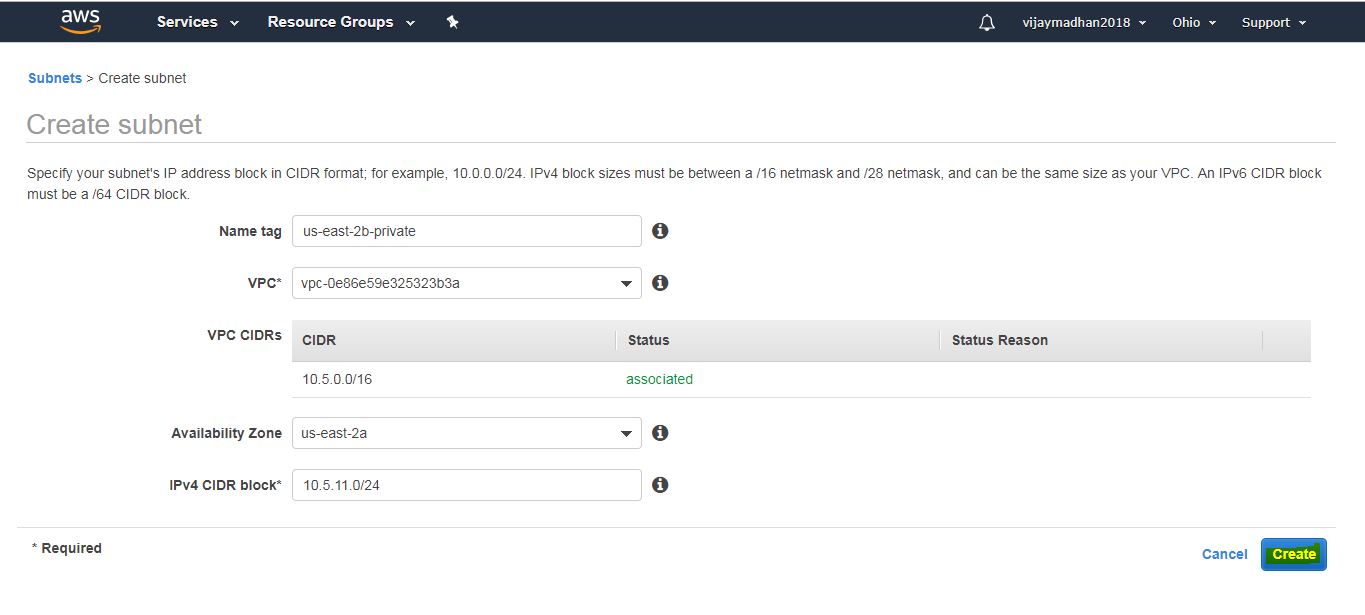 aws Services Resource Groups vijaymadhan2018 Ohio Support
Subnets > Create subnet
Create subnet
Specify your subnet's IP address block in CIDR format; for example, 10.0.0.0/24. IPv4 block sizes must be between a /16 netmask and /28 netmask, and can be the same size as your VPC. An IPv6 CIDR block
must be a /64 CIDR block.
Name tag us-east-2b-private
VPC* vpc-0e86e59e325323b3a
VPC CIDRs CIDR Status Status Reason
10.5.0.0/16 associated
Availability Zone us-east-2a
IPv4 CIDR block* 10.5.11.0/24
* Required
Cancel Create